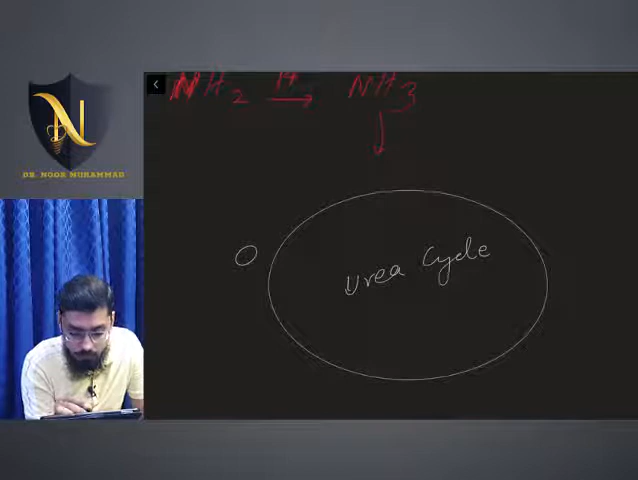 NH2 H → NH3
↓
O
Urea Cycle
N
DR. NOOR MUHAMMAD